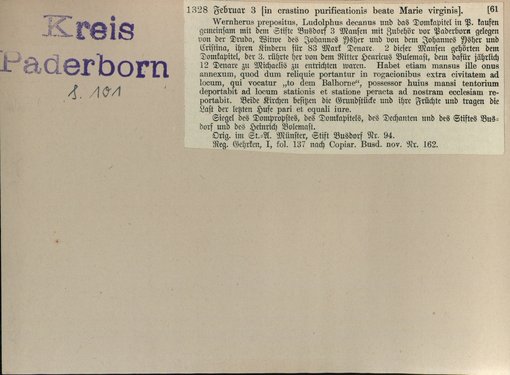 Kreis
Paderborn
S. 101
1328 Februar 3 [in crastino purificationis beate Marie virginis]. [61
Wernherus prepositus, Ludolphus decanus und das Domkapitel in P. kaufen
gemeinsam mit dem Stifte Busdorf 3 Mansen mit Zubehör vor Paderborn gelegen
von der Druda, Witwe des Johannes Höher und von dem Johannes Höher und
Cristina, ihren Kindern für 83 Mark Denare. 2 dieser Mansen gehörten dem
Domkapitel, der 3. rührte her von dem Ritter Henricus Bulemast, dem dafür jährlich
12 Denare zu Michaelis zu entrichten waren. Habet etiam mansus ille onus
annexum, quod dum reliquie portantur in rogacionibus extra civitatem ad
locum, qui vocatur „to dem Balhorne“, possessor huius mansi tentorium
deportabit ad locum stationis et statione peracta ad nostram ecclesiam re-
portabit. Beide Kirchen besitzen die Grundstücke und ihre Früchte und tragen die
Last der letzten Hufe pari et equali iure.
Siegel des Dompropstes, des Domkapitels, des Dechanten und des Stiftes Bus-
dorf und des Heinrich Bolemast.
Orig. im St.-A. Münster, Stift Busdorf Nr. 94.
Reg. Gehrken, I, fol. 137 nach Copiar. Busd. nov. Nr. 162.